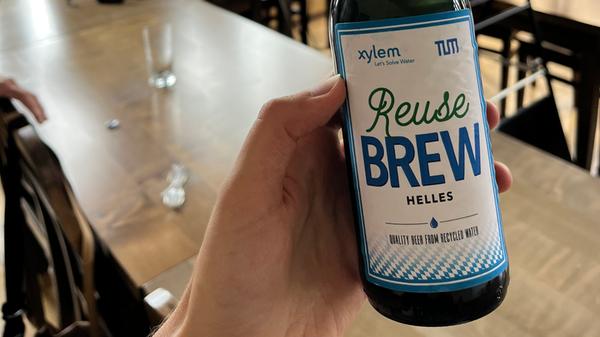 xylem
Let's Solve Water
TUM
Reuse
BREW
HELLES
QUALITY BEER FROM RECYCLED WATER